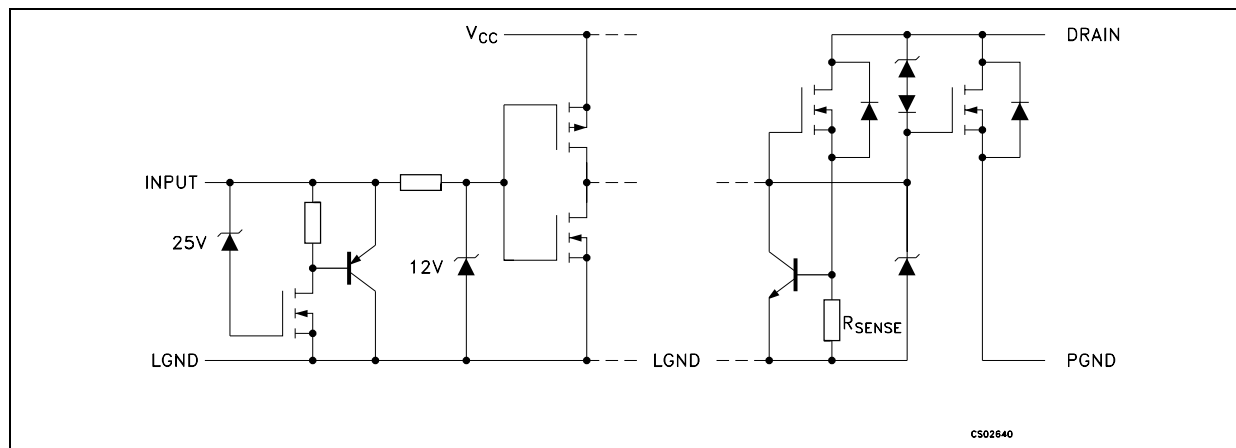 VCC
DRAIN
INPUT
25V
12V
RSENSE
LGND
LGND
PGND
CS02640